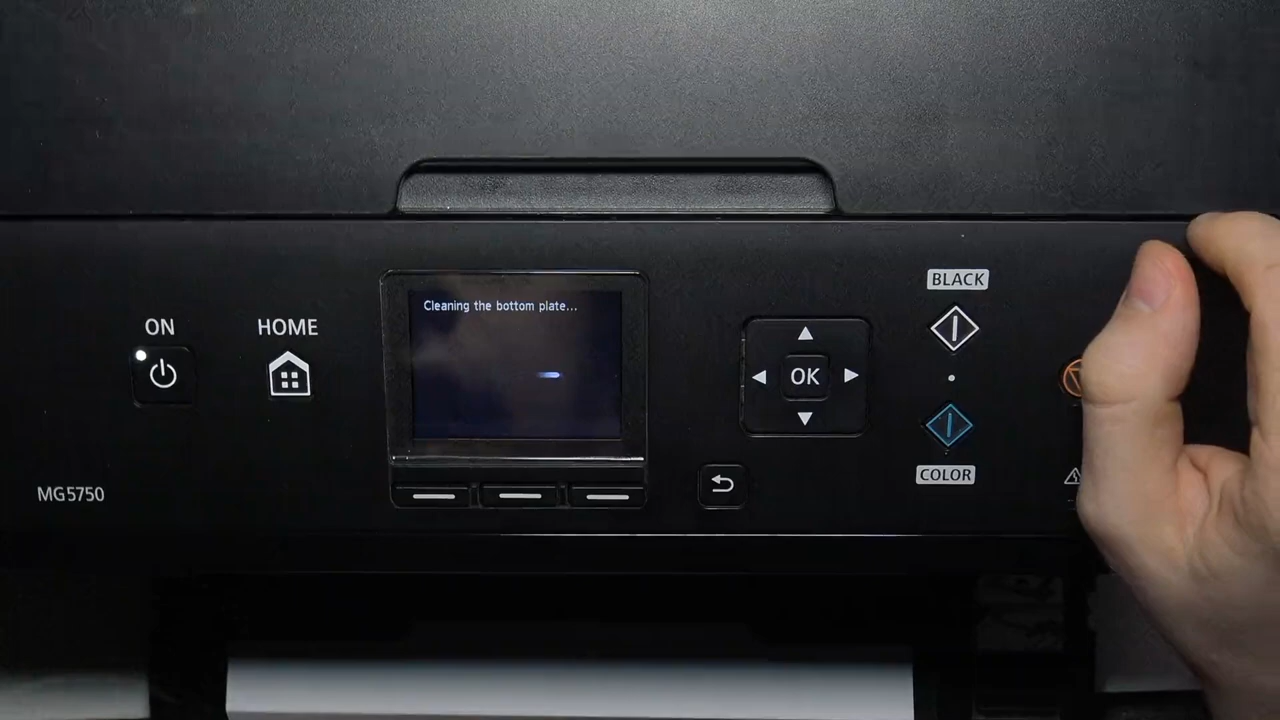 BLACK
Cleaning the bottom plate...
ON
HOME
OK
COLOR
MG5750